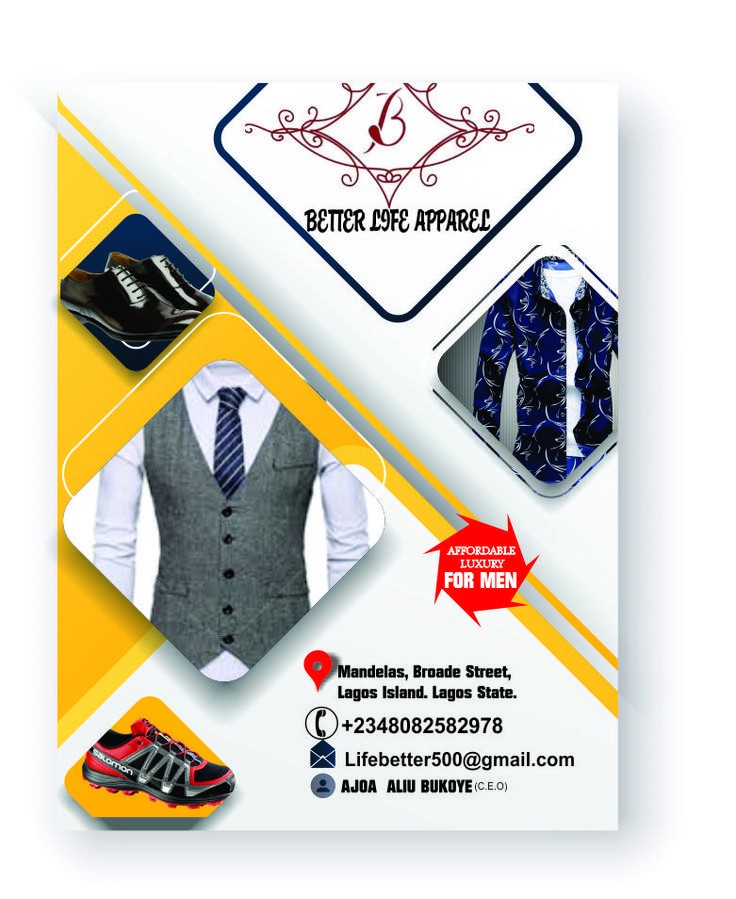 B
BETTER LIFE APPAREL
AFFORDABLE
LUXURY
FOR MEN
Mandelas, Broade Street,
Lagos Island. Lagos State.
+2348082582978
Lifebetter500@gmail.com
AJOA ALIU BUKOYE (C.E.O)
salomon